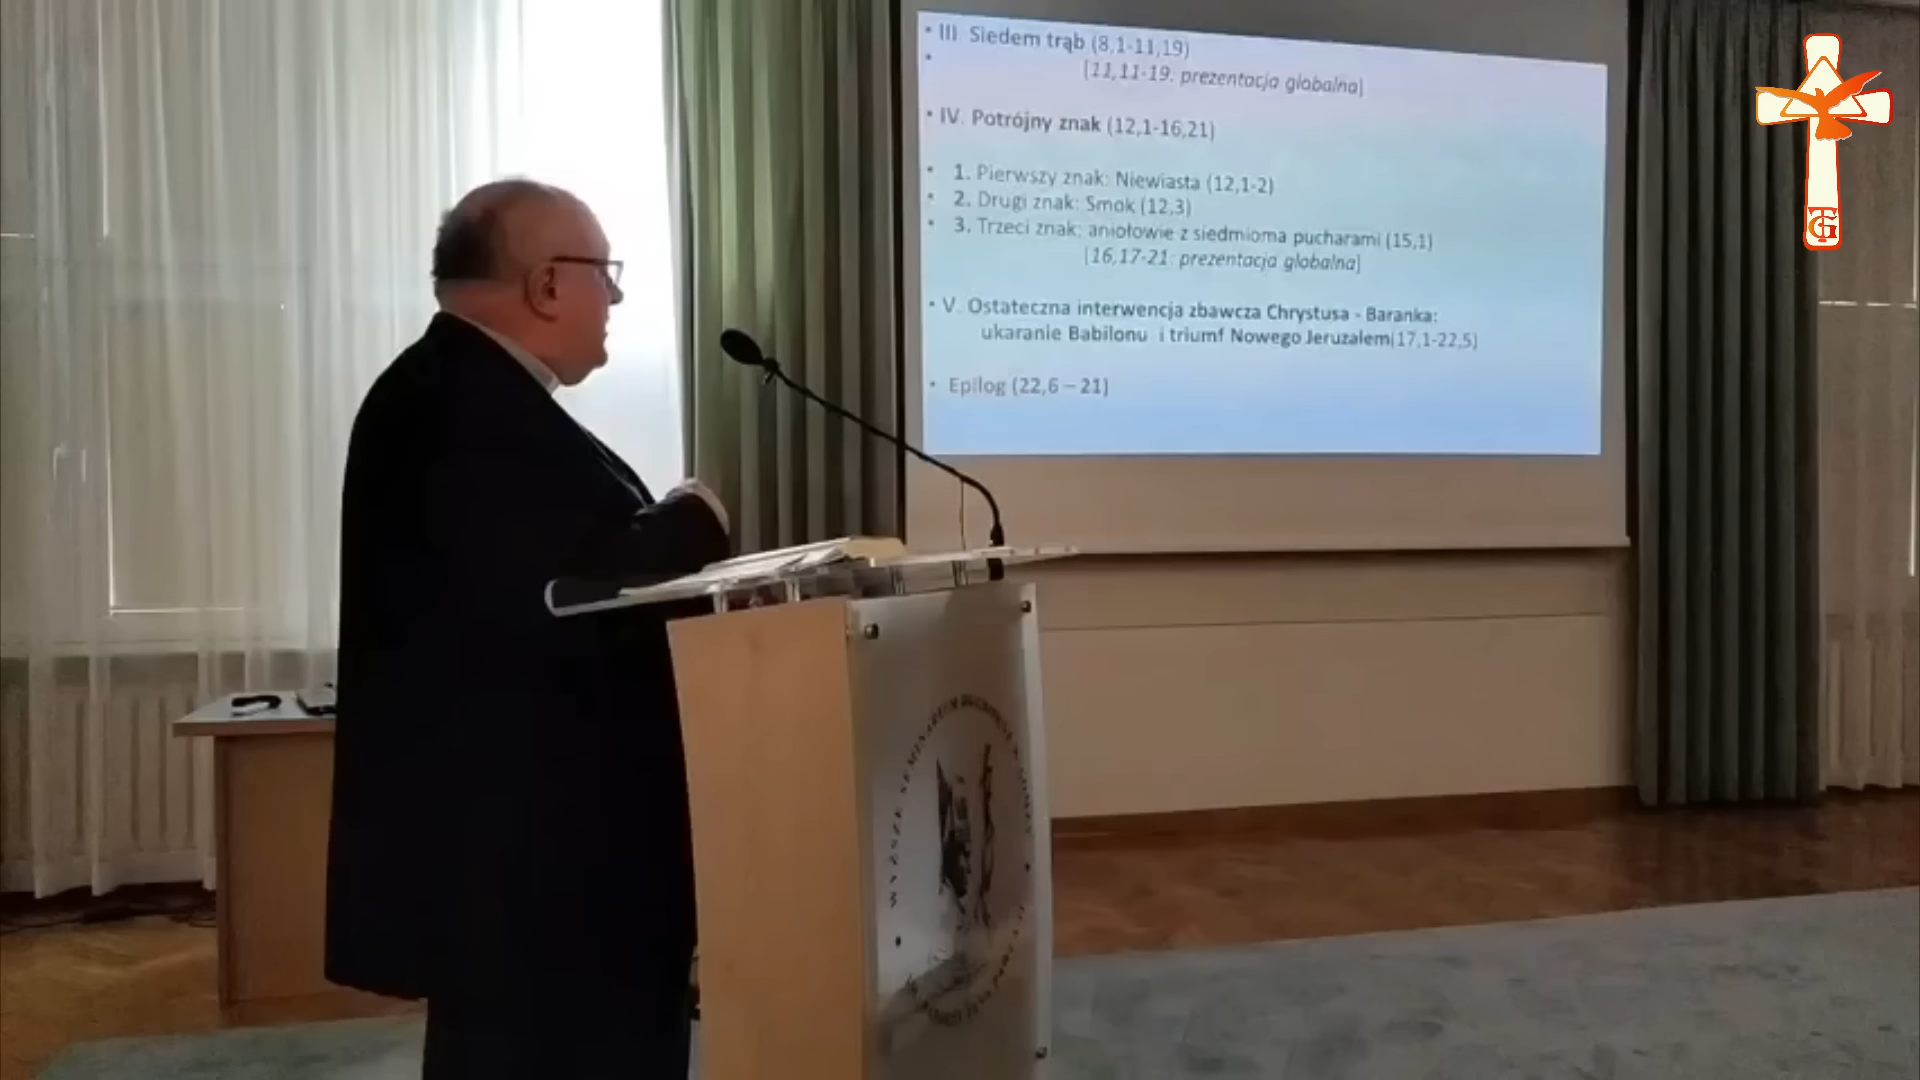 • III. Siedem trąb (8,1-11,19)
• [11,11-19: prezentacja globalna]
• IV. Potrójny znak (12,1-16,21)
• 1. Pierwszy znak: Niewiasta (12,1-2)
• 2. Drugi znak: Smok (12,3)
• 3. Trzeci znak: aniołowie z siedmioma pucharami (15,1)
[16,17-21: prezentacja globalna]
• V. Ostateczna interwencja zbawcza Chrystusa - Baranka:
ukaranie Babilonu i triumf Nowego Jeruzalem(17,1-22,5)
• Epilog (22,6 – 21)
WYŻSZE SEMINARIUM DUCHOWNE